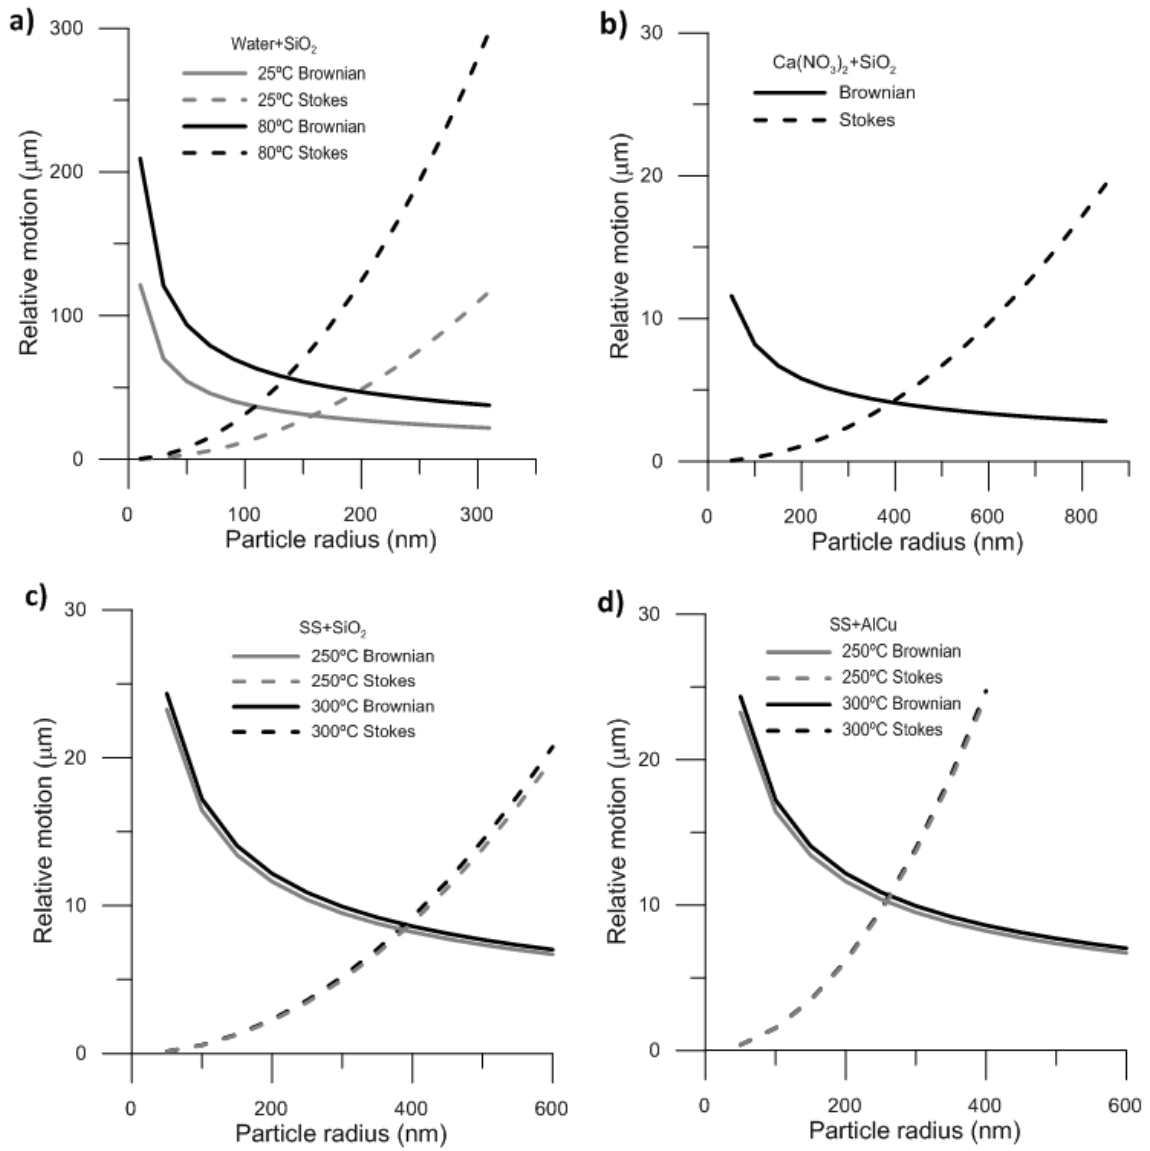 a)
Water+SiO₂
25ºC Brownian
25ºC Stokes
80ºC Brownian
80ºC Stokes
Relative motion (µm)
300
200
100
0
0 100 200 300
Particle radius (nm)
b)
Ca(NO₃)₂+SiO₂
Brownian
Stokes
Relative motion (µm)
30
20
10
0
0 200 400 600 800
Particle radius (nm)
c)
SS+SiO₂
250ºC Brownian
250ºC Stokes
300ºC Brownian
300ºC Stokes
Relative motion (µm)
30
20
10
0
0 200 400 600
Particle radius (nm)
d)
SS+AlCu
250ºC Brownian
250ºC Stokes
300ºC Brownian
300ºC Stokes
Relative motion (µm)
30
20
10
0
0 200 400 600
Particle radius (nm)